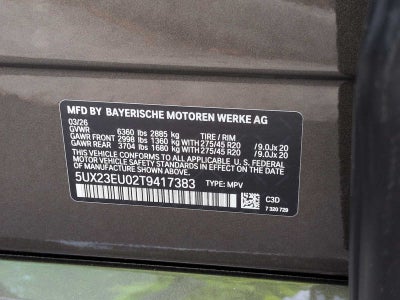 MFD BY BAYERISCHE MOTOREN WERKE AG
03/26
GVWR 6360 lbs 2885 kg TIRE / RIM
GAWR FRONT 2998 lbs 1360 kg WITH 275/45 R20 / 9.0Jx 20
GAWR REAR 3704 lbs 1680 kg WITH 275/45 R20 / 9.0Jx 20
THIS VEHICLE CONFORMS TO ALL APPLICABLE U. S. FEDERAL
MOTOR VEHICLE SAFETY STANDARDS IN EFFECT ON THE
DATE OF MANUFACTURE SHOWN ABOVE.
5UX23EU02T9417383 TYPE: MPV
C3D
7 320 729